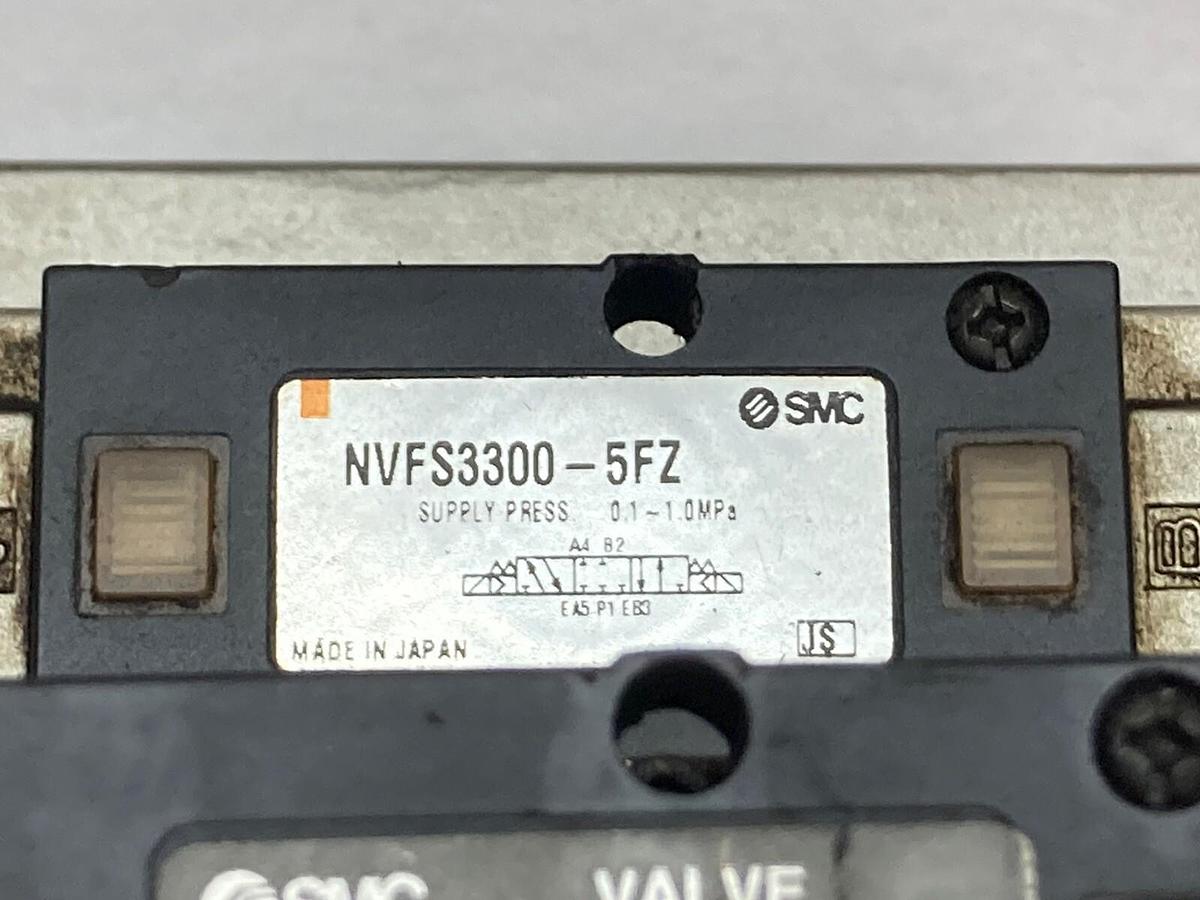 SMC
NVFS3300-5FZ
SUPPLY PRESS. 0.1~1.0MPa
A4 B2
EA5 P1 EB3
MADE IN JAPAN
JS
SMC VALVE